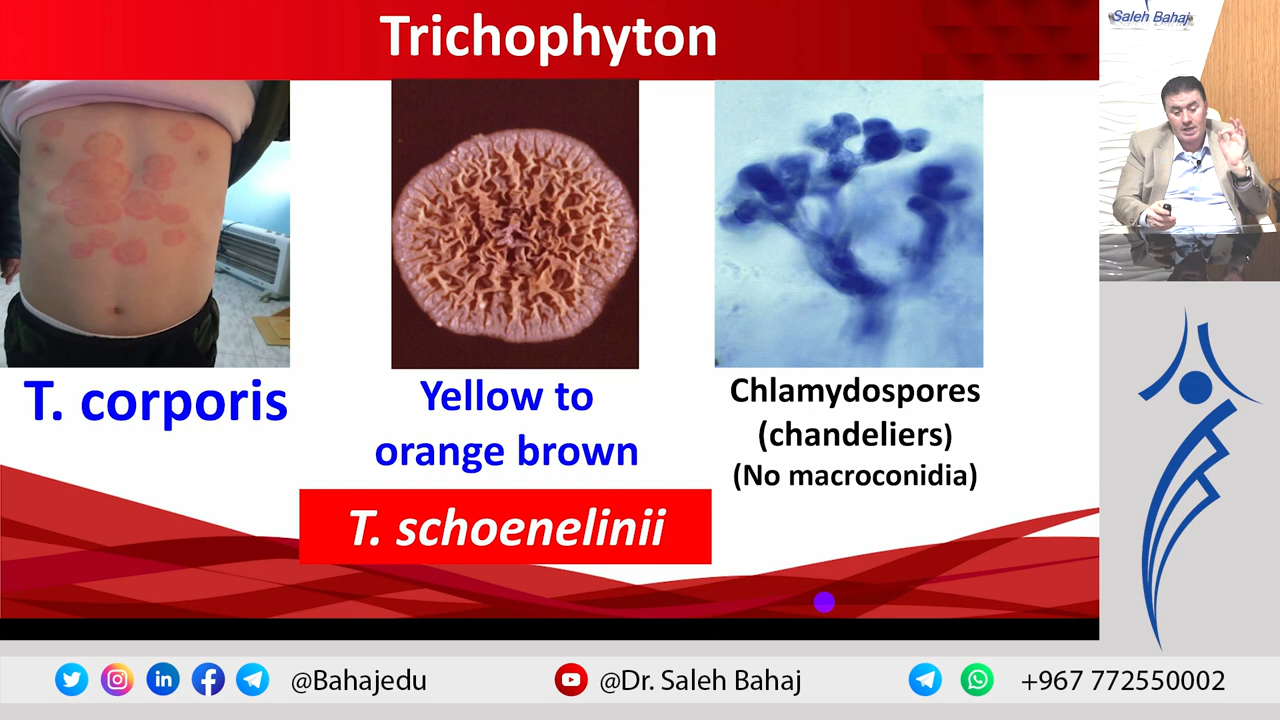 Trichophyton
Saleh Bahaj
T. corporis
Yellow to
orange brown
Chlamydospores
(chandeliers)
(No macroconidia)
T. schoenelinii
@Bahajedu
@Dr. Saleh Bahaj
+967 772550002